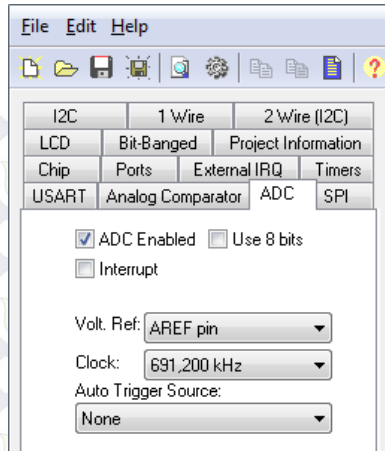 File Edit Help
I2C 1 Wire 2 Wire (I2C)
LCD Bit-Banged Project Information
Chip Ports External IRQ Timers
USART Analog Comparator ADC SPI
ADC Enabled Use 8 bits
Interrupt
Volt. Ref: AREF pin
Clock: 691,200 kHz
Auto Trigger Source:
None